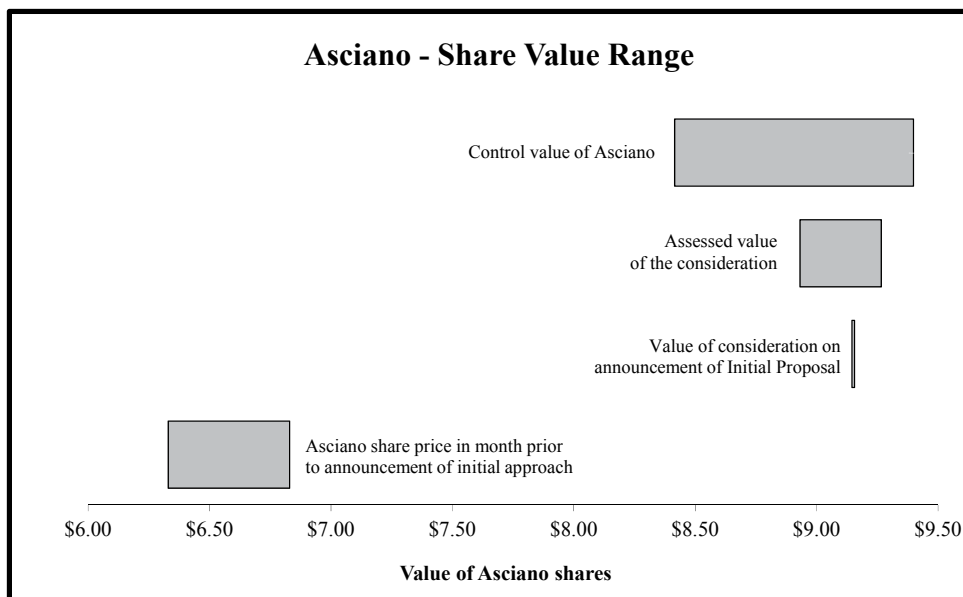 Asciano - Share Value Range
Control value of Asciano
Assessed value
of the consideration
Value of consideration on
announcement of Initial Proposal
Asciano share price in month prior
to announcement of initial approach
$6.00 $6.50 $7.00 $7.50 $8.00 $8.50 $9.00 $9.50
Value of Asciano shares